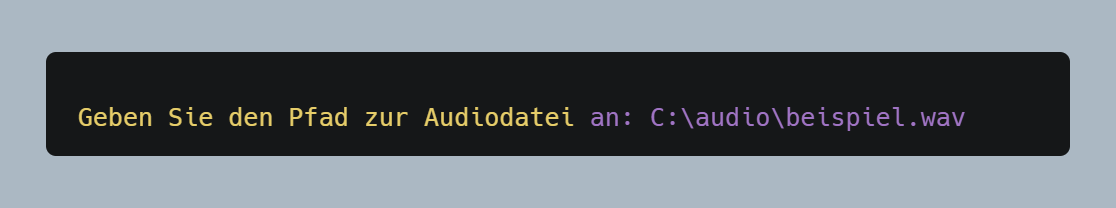 Geben Sie den Pfad zur Audiodatei an: C:\audio\beispiel.wav